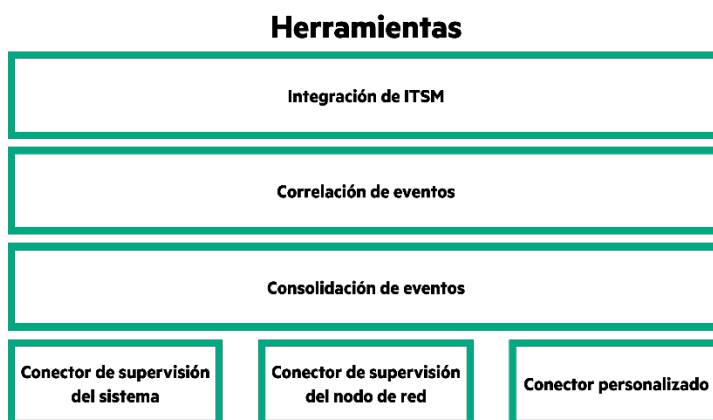 Herramientas
Integración de ITSM
Correlación de eventos
Consolidación de eventos
Conector de supervisión
del sistema
Conector de supervisión
del nodo de red
Conector personalizado